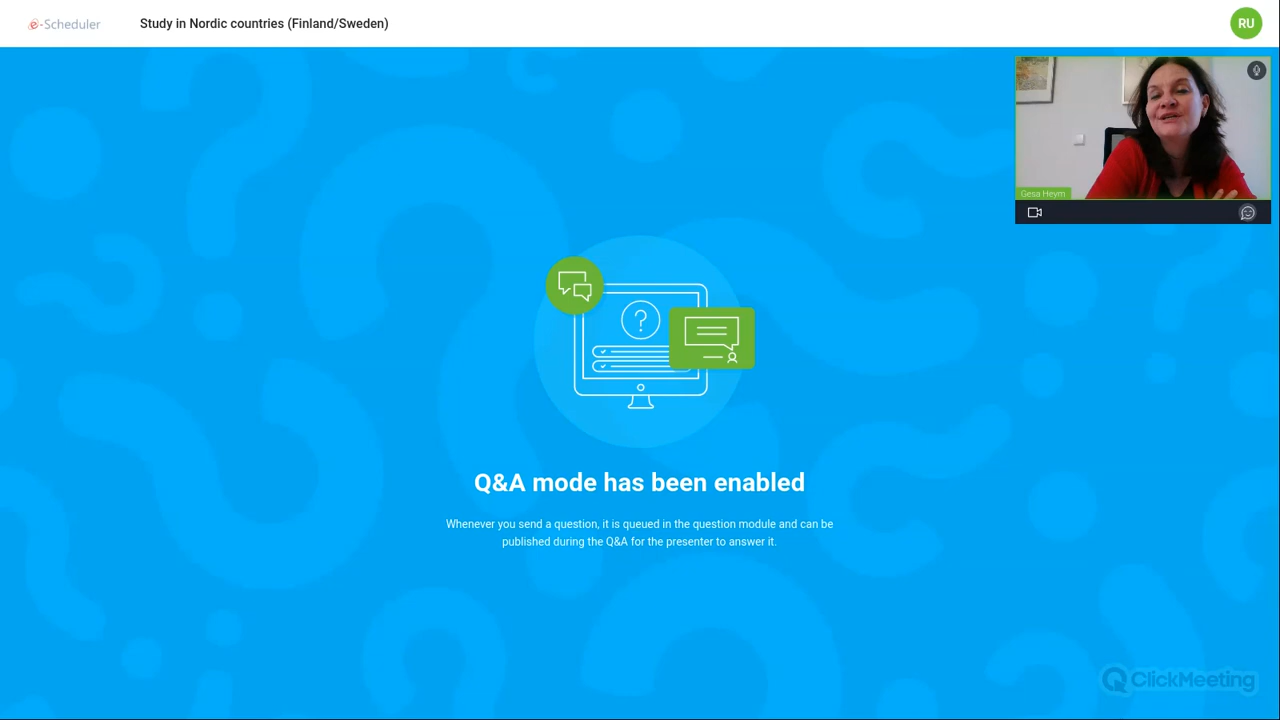 e-Scheduler
Study in Nordic countries (Finland/Sweden)
RU
Gesa Heym
Q&A mode has been enabled
Whenever you send a question, it is queued in the question module and can be
published during the Q&A for the presenter to answer it.
ClickMeeting